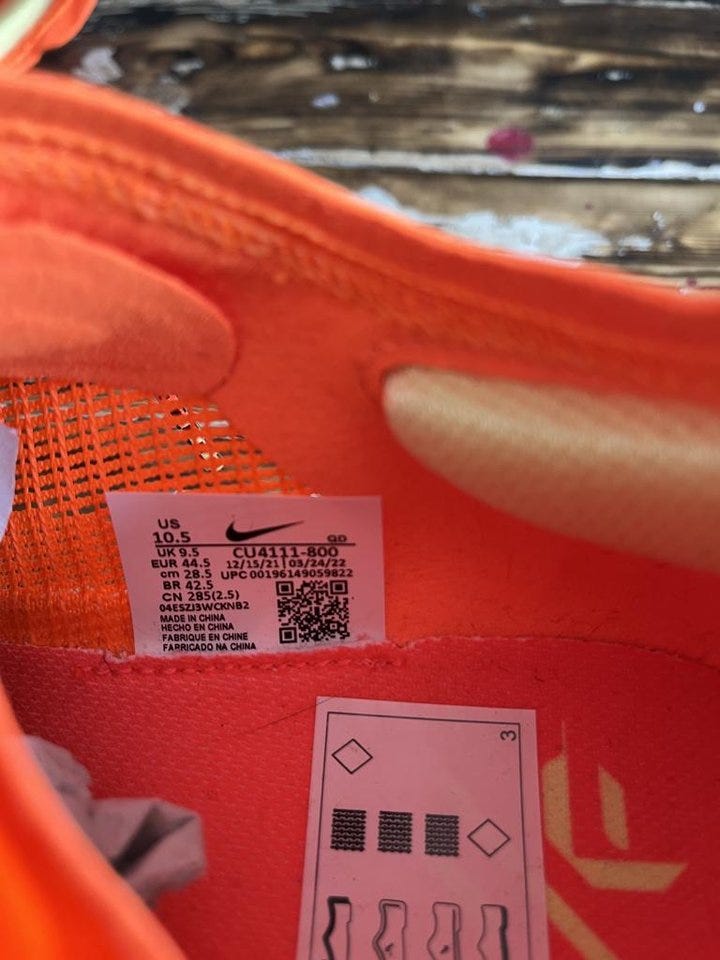 US
10.5
QD
UK 9.5 CU4111-800
EUR 44.5 12/15/21 03/24/22
cm 28.5 UPC 00196149059822
BR 42.5
CN 285(2.5)
04ESZJ3WCKNB2
MADE IN CHINA
HECHO EN CHINA
FABRIQUE EN CHINE
FABRICADO NA CHINA
3